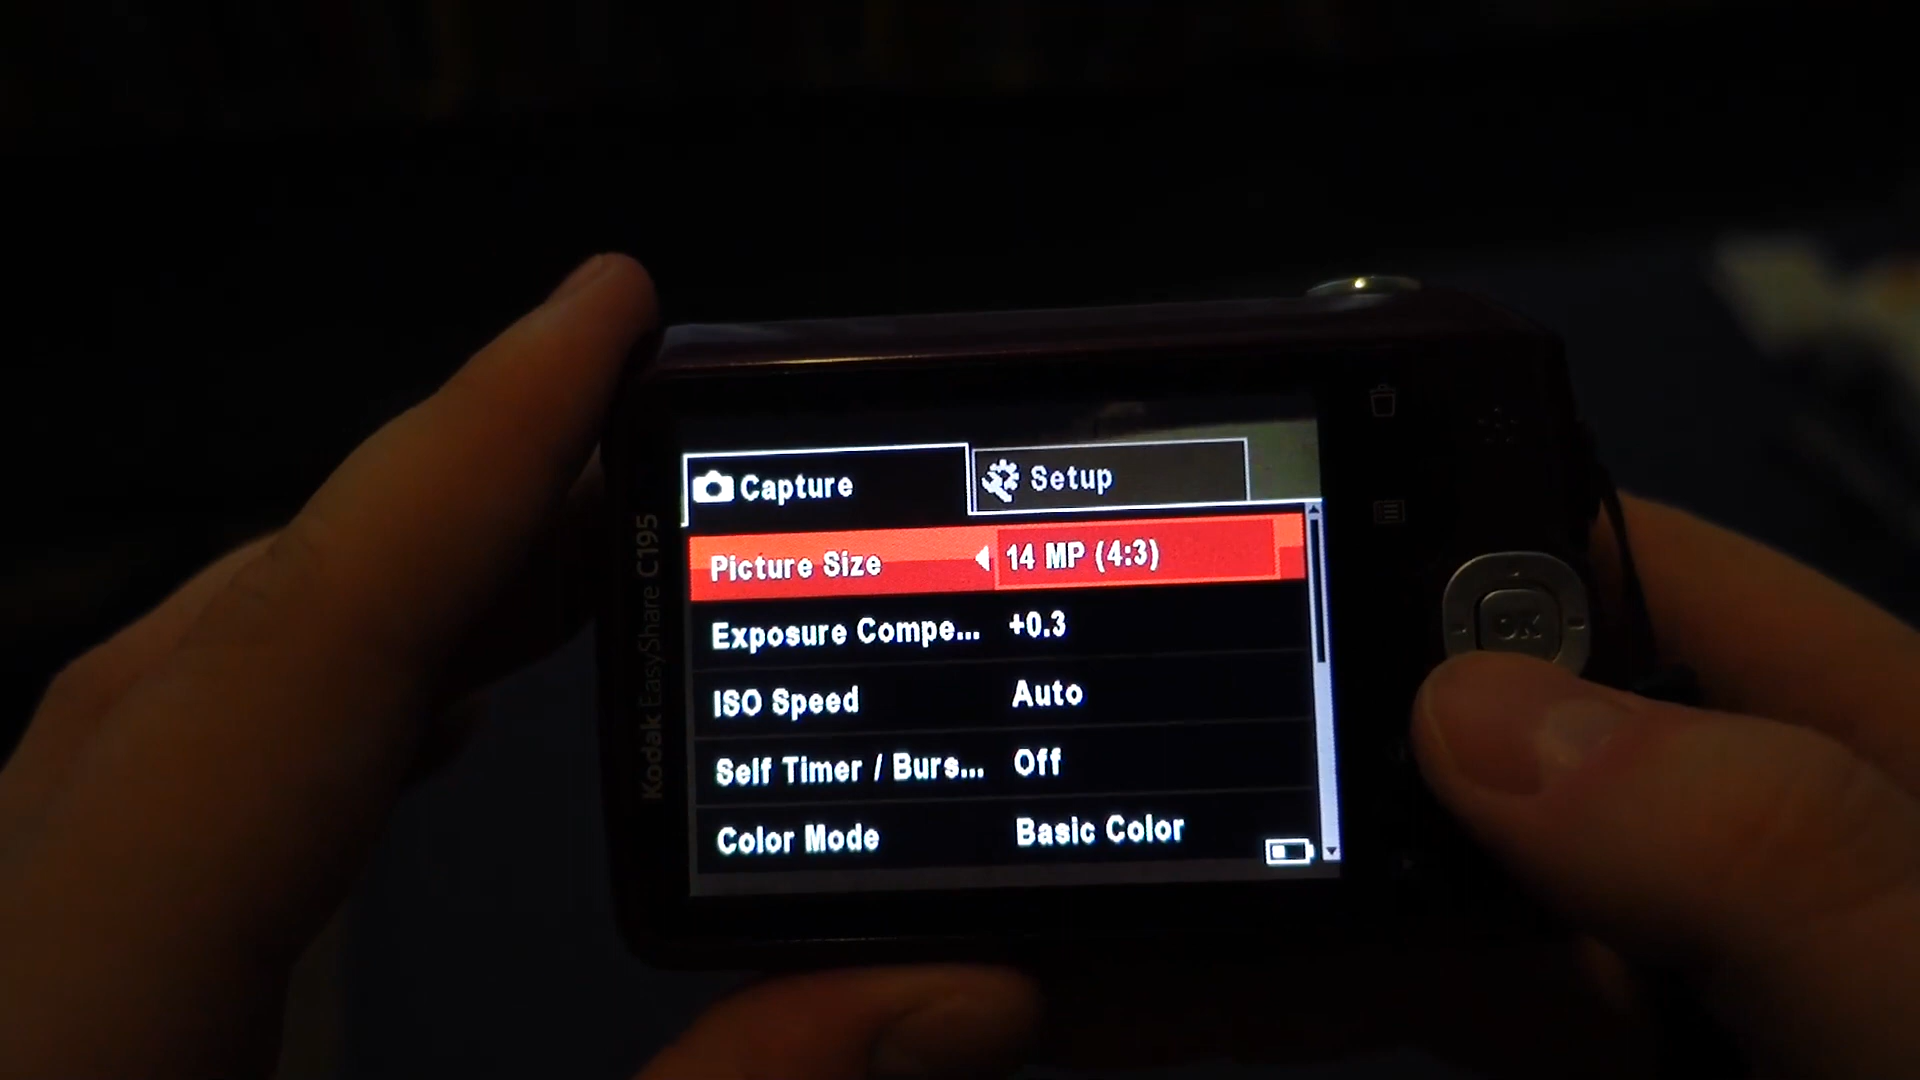 Capture Setup
Picture Size 14 MP (4:3)
Exposure Compe... +0.3
ISO Speed Auto
Self Timer / Burs... Off
Color Mode Basic Color
Kodak EasyShare C195
OK